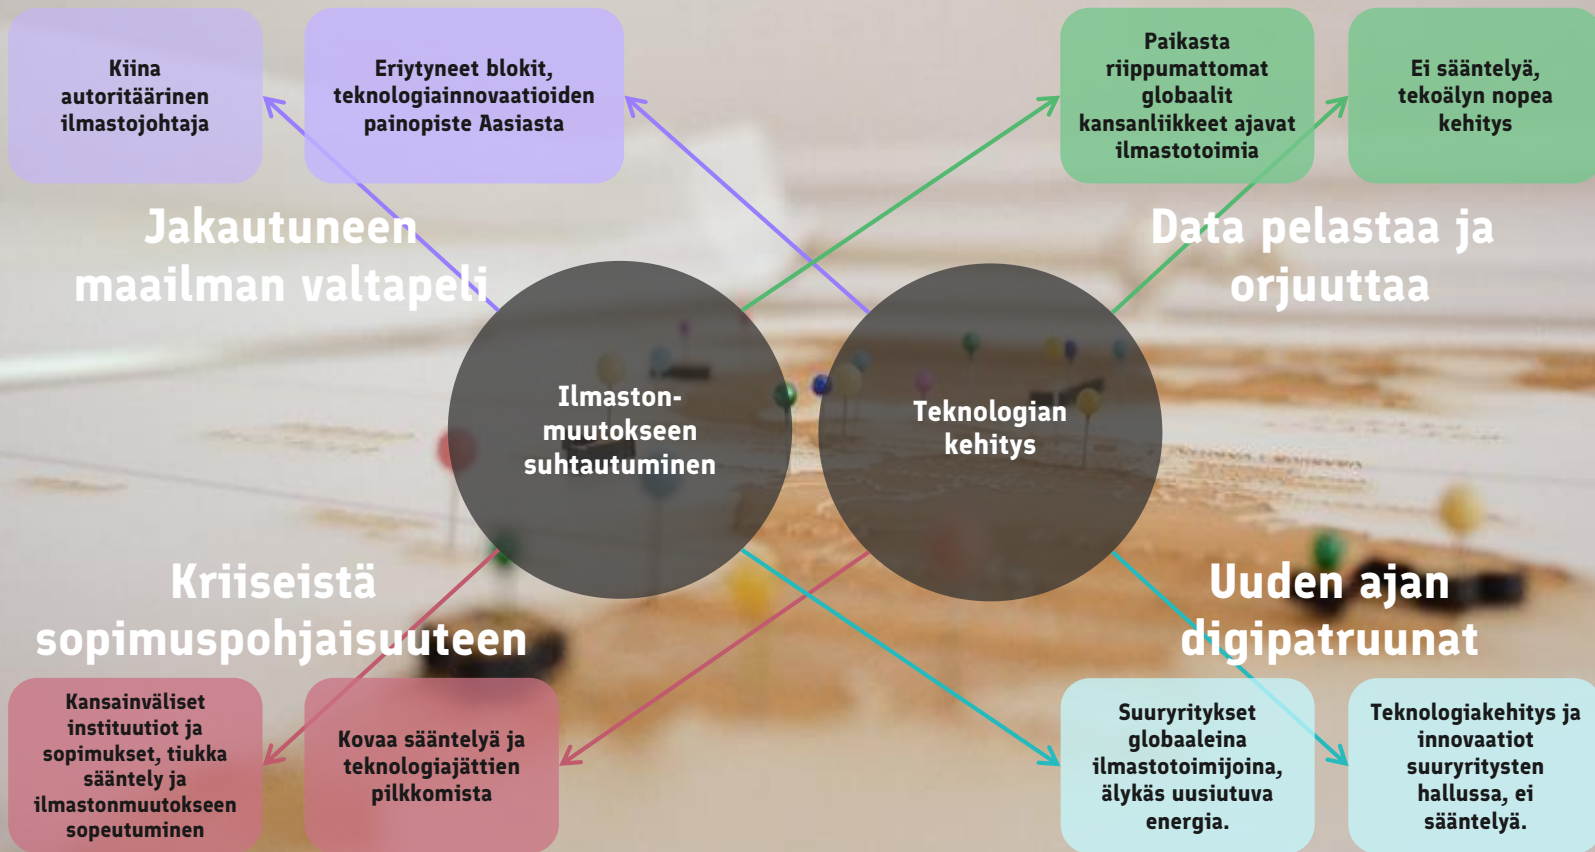 Kiina
autoritäärinen
ilmastojohtaja
Eriytyneet blokit,
teknologiainnovaatioiden
painopiste Aasiasta
Paikasta
riippumattomat
globaalit
kansanliikkeet ajavat
ilmastotoimia
Ei sääntelyä,
tekoälyn nopea
kehitys
Jakautuneen
maailman valtapeli
Data pelastaa ja
orjuuttaa
Ilmaston-
muutokseen
suhtautuminen
Teknologian
kehitys
Kriiseistä
sopimuspohjaisuuteen
Uuden ajan
digipatruunat
Kansainväliset
instituutiot ja
sopimukset, tiukka
sääntely ja
ilmastonmuutokseen
sopeutuminen
Kovaa sääntelyä ja
teknologiajättien
pilkkomista
Suuryritykset
globaaleina
ilmastotoimijoina,
älykäs uusiutuva
energia.
Teknologiakehitys ja
innovaatiot
suuryritysten
hallussa, ei
sääntelyä.